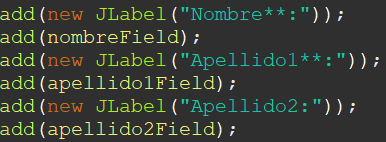 add(new JLabel("Nombre**:"));
add(nombreField);
add(new JLabel("Apellido1**:"));
add(apellido1Field);
add(new JLabel("Apellido2:"));
add(apellido2Field);